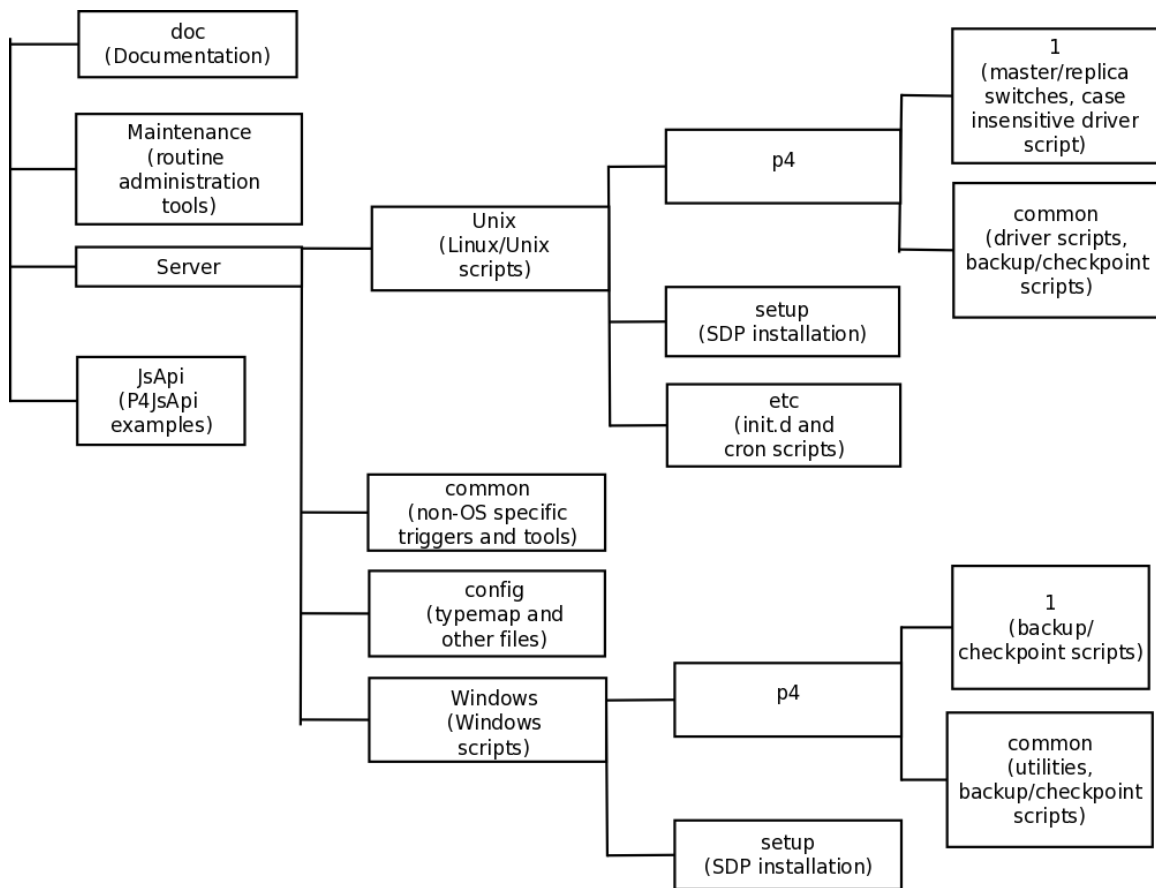 doc
(Documentation)
Maintenance
(routine
administration
tools)
Server
JsApi
(P4JsApi
examples)
Unix
(Linux/Unix
scripts)
common
(non-OS specific
triggers and tools)
config
(typemap and
other files)
Windows
(Windows
scripts)
p4
setup
(SDP installation)
etc
(init.d and
cron scripts)
p4
setup
(SDP installation)
1
(master/replica
switches, case
insensitive driver
script)
common
(driver scripts,
backup/checkpoint
scripts)
1
(backup/
checkpoint scripts)
common
(utilities,
backup/checkpoint
scripts)